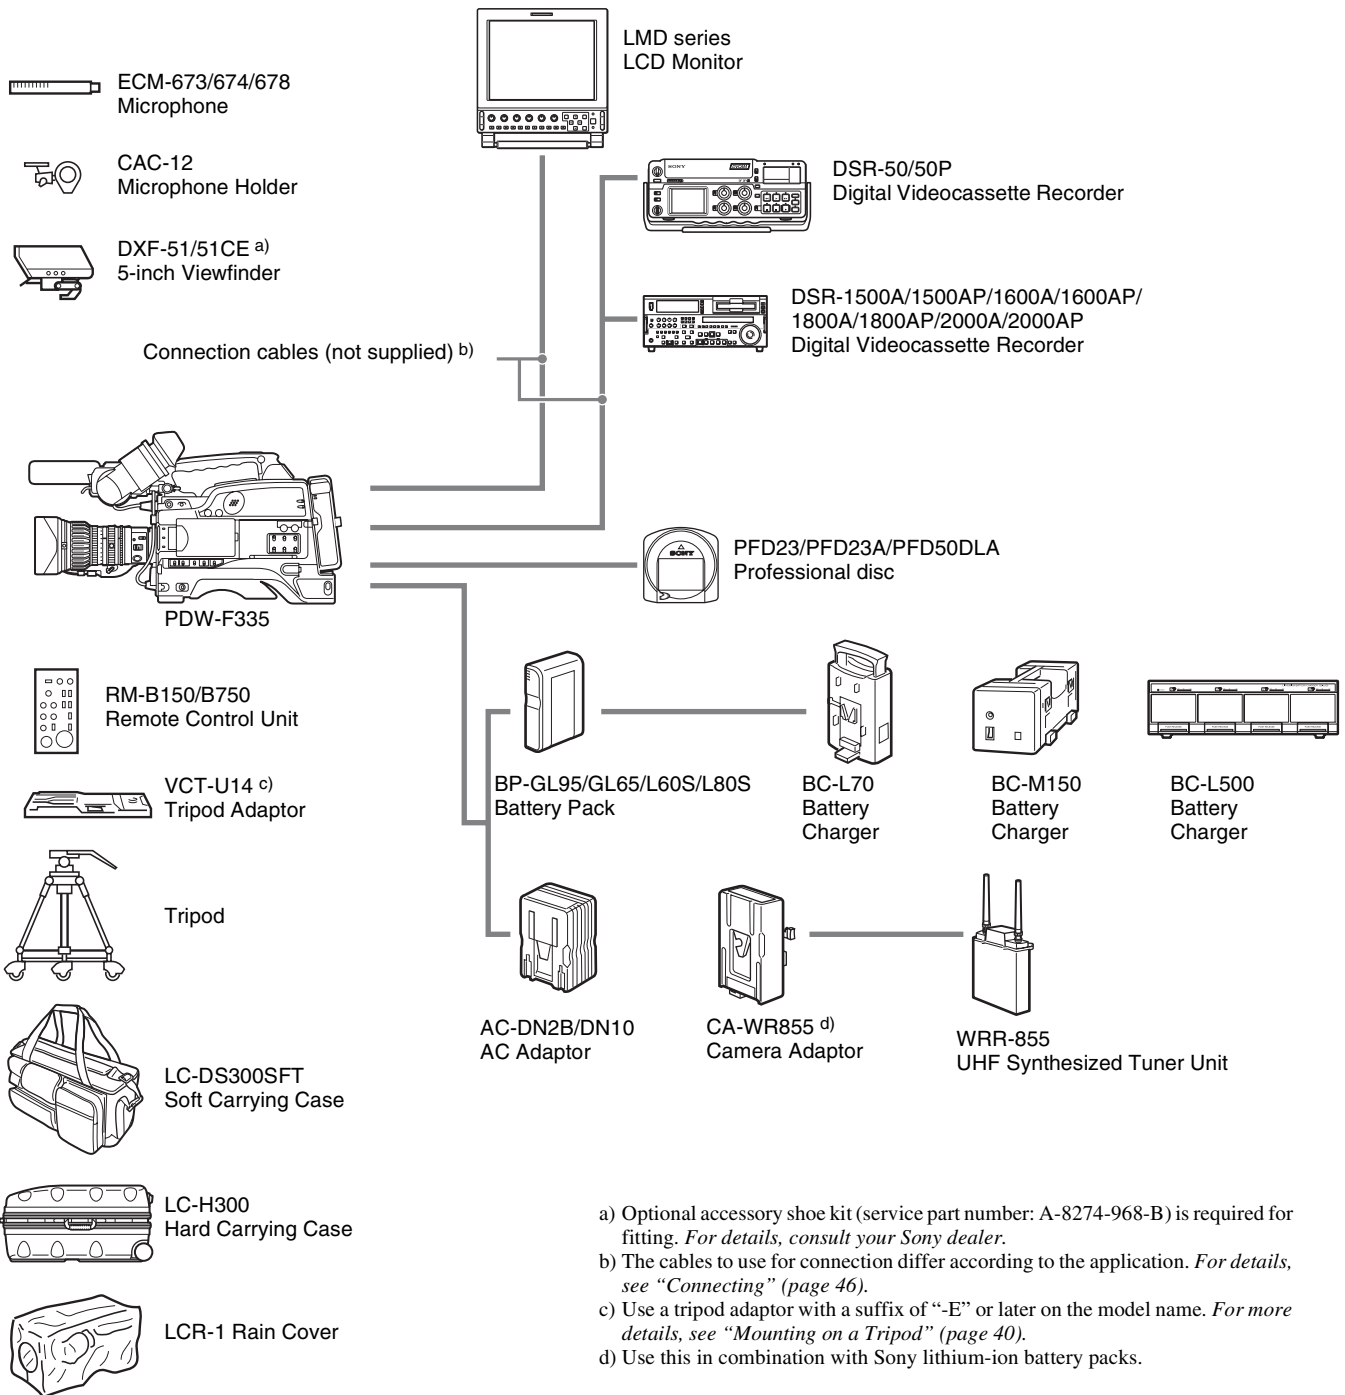 LMD series
LCD Monitor
ECM-673/674/678
Microphone
CAC-12
Microphone Holder
SONY
DSR-50/50P
Digital Videocassette Recorder
DXF-51/51CE a)
5-inch Viewfinder
DSR-1500A/1500AP/1600A/1600AP/
1800A/1800AP/2000A/2000AP
Digital Videocassette Recorder
Connection cables (not supplied) b)
SONY
PFD23/PFD23A/PFD50DLA
Professional disc
PDW-F335
RM-B150/B750
Remote Control Unit
BP-GL95/GL65/L60S/L80S
Battery Pack
BC-L70
Battery
Charger
BC-M150
Battery
Charger
BC-L500
Battery
Charger
VCT-U14 c)
Tripod Adaptor
Tripod
AC-DN2B/DN10
AC Adaptor
CA-WR855 d)
Camera Adaptor
WRR-855
UHF Synthesized Tuner Unit
LC-DS300SFT
Soft Carrying Case
LC-H300
Hard Carrying Case
LCR-1 Rain Cover
a) Optional accessory shoe kit (service part number: A-8274-968-B) is required for
fitting. For details, consult your Sony dealer.
b) The cables to use for connection differ according to the application. For details,
see “Connecting” (page 46).
c) Use a tripod adaptor with a suffix of “-E” or later on the model name. For more
details, see “Mounting on a Tripod” (page 40).
d) Use this in combination with Sony lithium-ion battery packs.